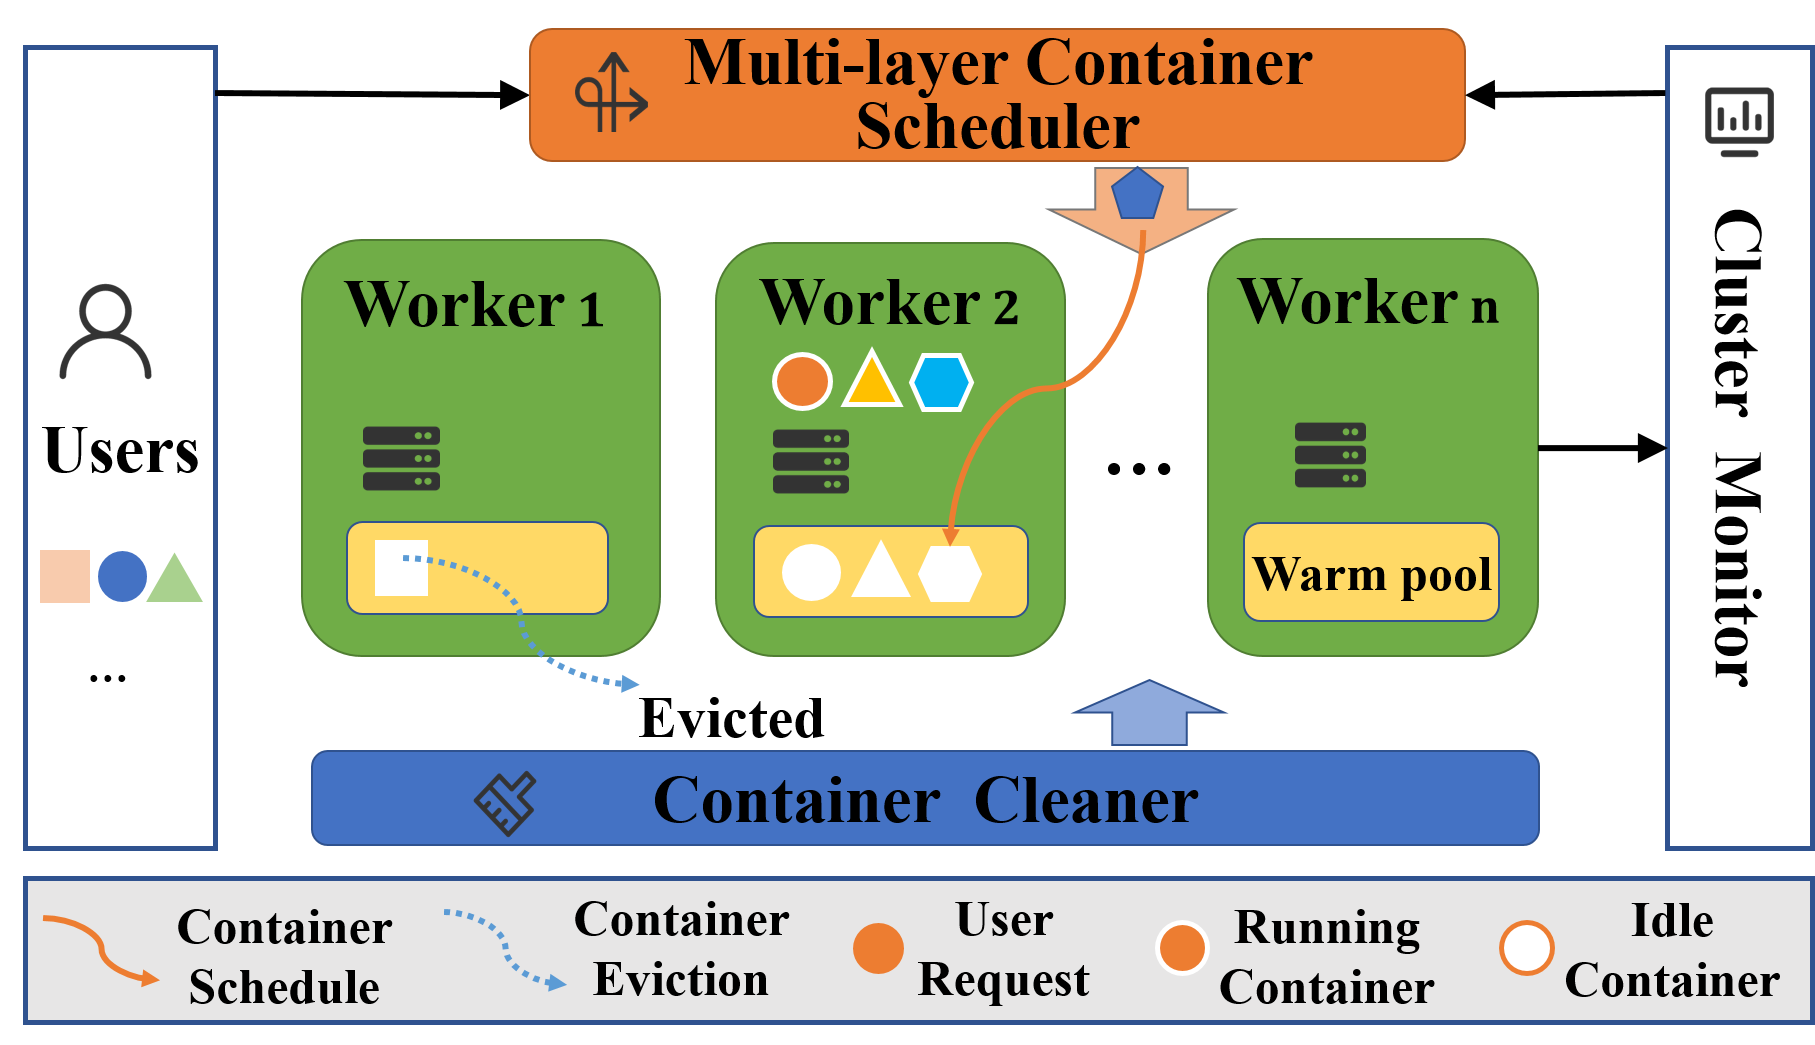 Multi-layer Container
Scheduler
Users
...
Worker 1
Worker 2
...
Worker n
Warm pool
Cluster Monitor
Evicted
Container Cleaner
Container
Schedule
Container
Eviction
User
Request
Running
Container
Idle
Container